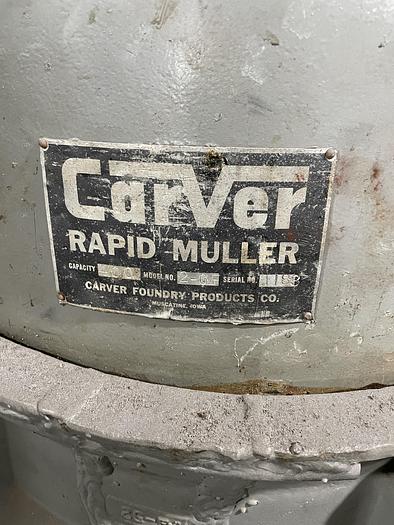 Carver
RAPID MULLER
CAPACITY MODEL NO. SERIAL NO.
CARVER FOUNDRY PRODUCTS CO.
MUSCATINE, IOWA